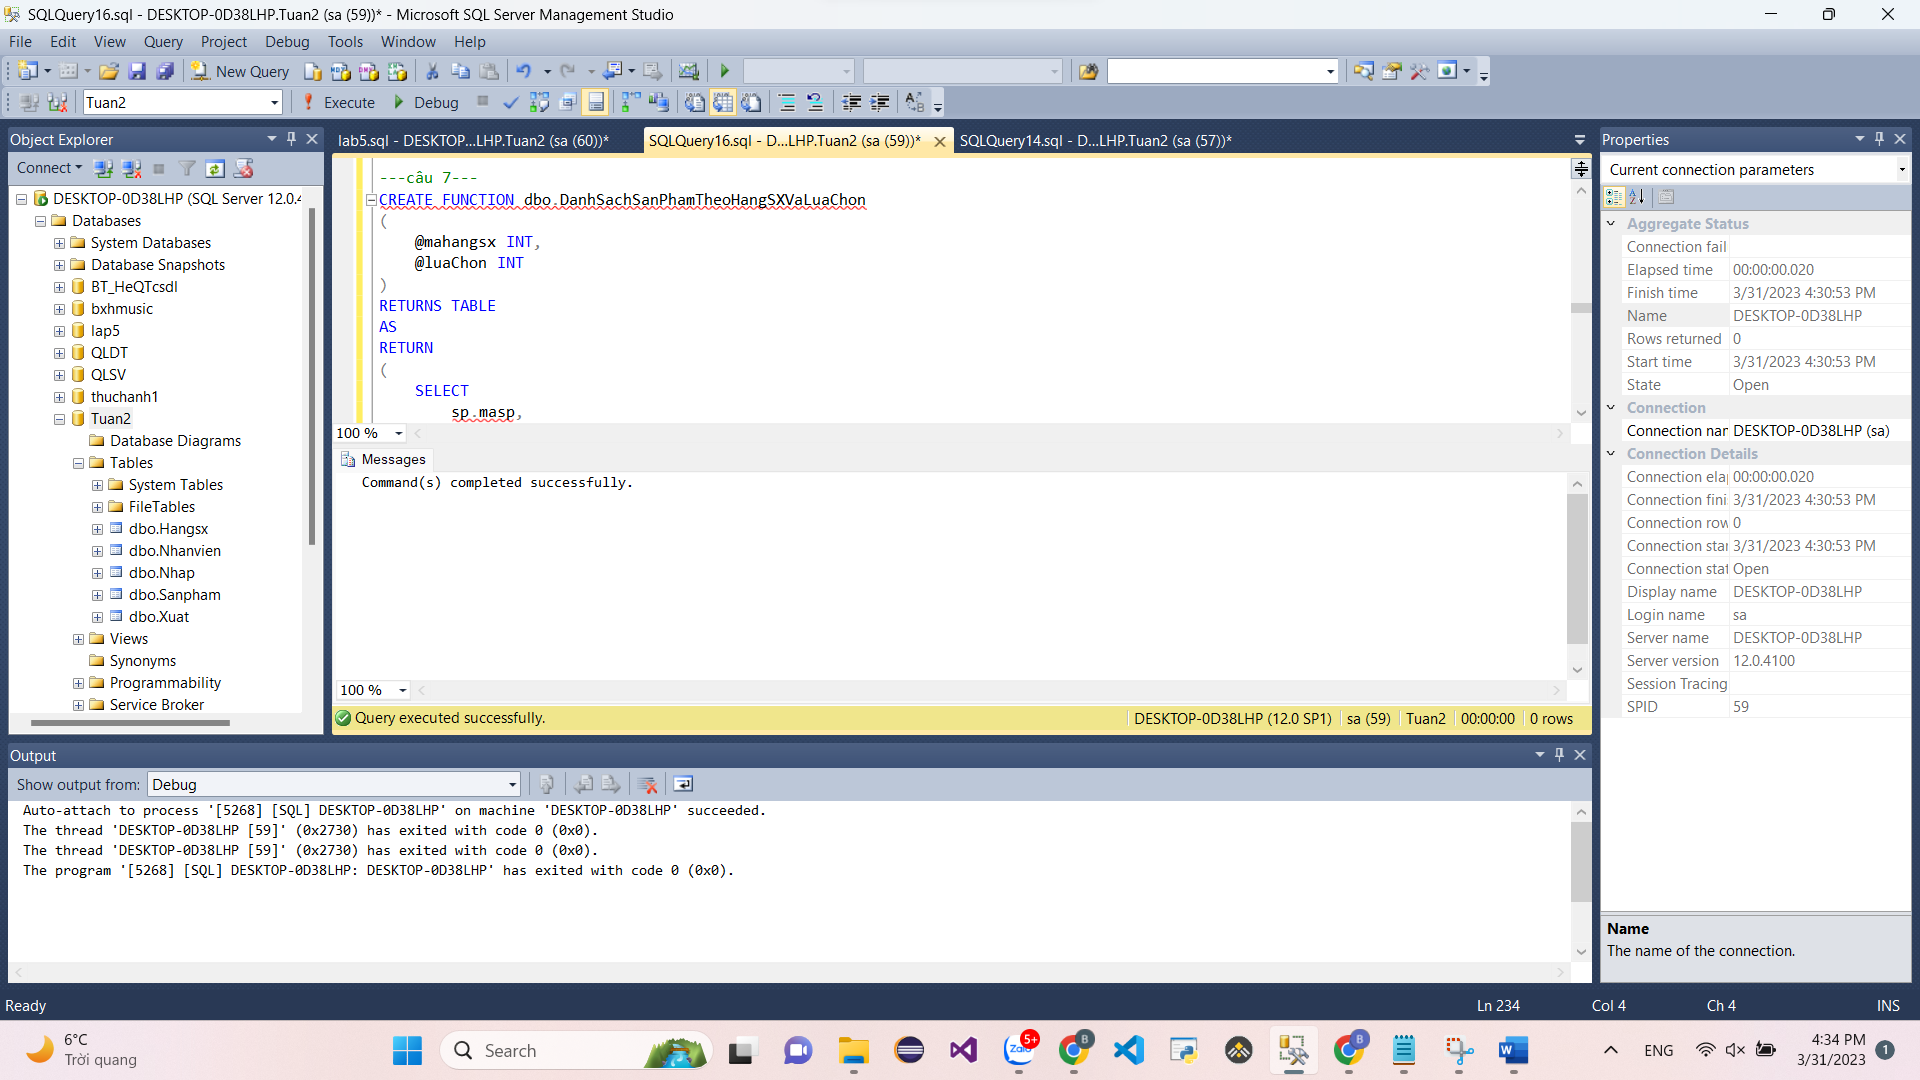 SQLQuery16.sql - DESKTOP-0D38LHP.Tuan2 (sa (59))* - Microsoft SQL Server Management Studio
File Edit View Query Project Debug Tools Window Help
New Query
Tuan2 Execute Debug
Object Explorer
Connect
DESKTOP-0D38LHP (SQL Server 12.0.4
Databases
System Databases
Database Snapshots
BT_HeQTcsdl
bxhmusic
lap5
QLDT
QLSV
thuchanh1
Tuan2
Database Diagrams
Tables
System Tables
FileTables
dbo.Hangsx
dbo.Nhanvien
dbo.Nhap
dbo.Sanpham
dbo.Xuat
Views
Synonyms
Programmability
Service Broker
lab5.sql - DESKTOP...LHP.Tuan2 (sa (60))* SQLQuery16.sql - D...LHP.Tuan2 (sa (59))* SQLQuery14.sql - D...LHP.Tuan2 (sa (57))*
---câu 7---
CREATE FUNCTION dbo.DanhSachSanPhamTheoHangSXVaLuaChon
(
@mahangsx INT,
@luaChon INT
)
RETURNS TABLE
AS
RETURN
(
SELECT
sp.masp,
100 %
Messages
Command(s) completed successfully.
100 %
Query executed successfully. DESKTOP-0D38LHP (12.0 SP1) sa (59) Tuan2 00:00:00 0 rows
Properties
Current connection parameters
Aggregate Status
Connection fail
Elapsed time 00:00:00.020
Finish time 3/31/2023 4:30:53 PM
Name DESKTOP-0D38LHP
Rows returned 0
Start time 3/31/2023 4:30:53 PM
State Open
Connection
Connection nar DESKTOP-0D38LHP (sa)
Connection Details
Connection elap 00:00:00.020
Connection fini 3/31/2023 4:30:53 PM
Connection row 0
Connection star 3/31/2023 4:30:53 PM
Connection stat Open
Display name DESKTOP-0D38LHP
Login name sa
Server name DESKTOP-0D38LHP
Server version 12.0.4100
Session Tracing
SPID 59
Name
The name of the connection.
Output
Show output from: Debug
Auto-attach to process '[5268] [SQL] DESKTOP-0D38LHP' on machine 'DESKTOP-0D38LHP' succeeded.
The thread 'DESKTOP-0D38LHP [59]' (0x2730) has exited with code 0 (0x0).
The thread 'DESKTOP-0D38LHP [59]' (0x2730) has exited with code 0 (0x0).
The program '[5268] [SQL] DESKTOP-0D38LHP: DESKTOP-0D38LHP' has exited with code 0 (0x0).
Ready Ln 234 Col 4 Ch 4 INS
6°C
Trời quang
Search
Zalo
5+
B
B
ENG
4:34 PM
3/31/2023
1